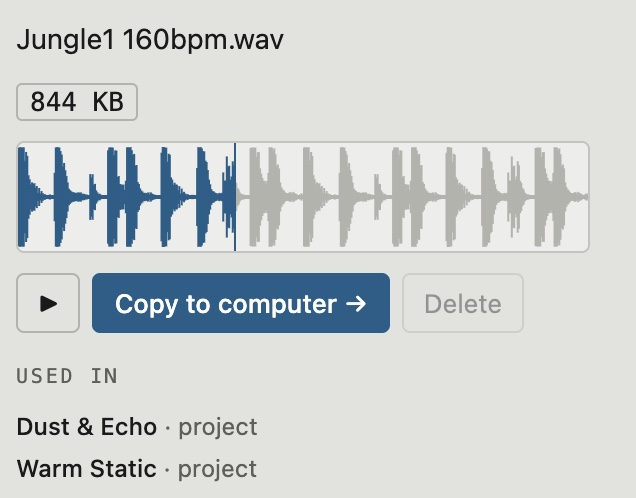 Jungle1 160bpm.wav
844 KB
Copy to computer →
Delete
USED IN
Dust & Echo · project
Warm Static · project